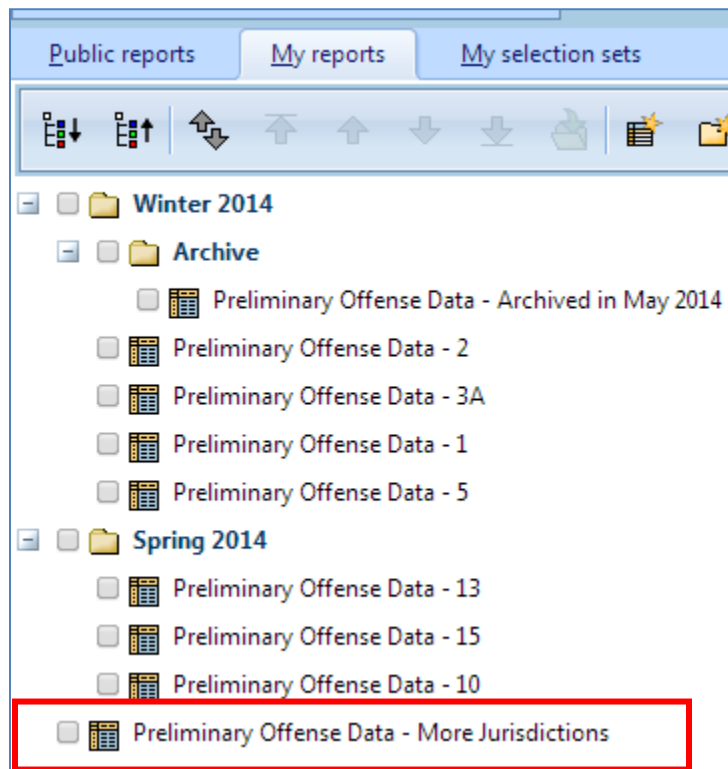 Public reports My reports My selection sets
Winter 2014
Archive
Preliminary Offense Data - Archived in May 2014
Preliminary Offense Data - 2
Preliminary Offense Data - 3A
Preliminary Offense Data - 1
Preliminary Offense Data - 5
Spring 2014
Preliminary Offense Data - 13
Preliminary Offense Data - 15
Preliminary Offense Data - 10
Preliminary Offense Data - More Jurisdictions